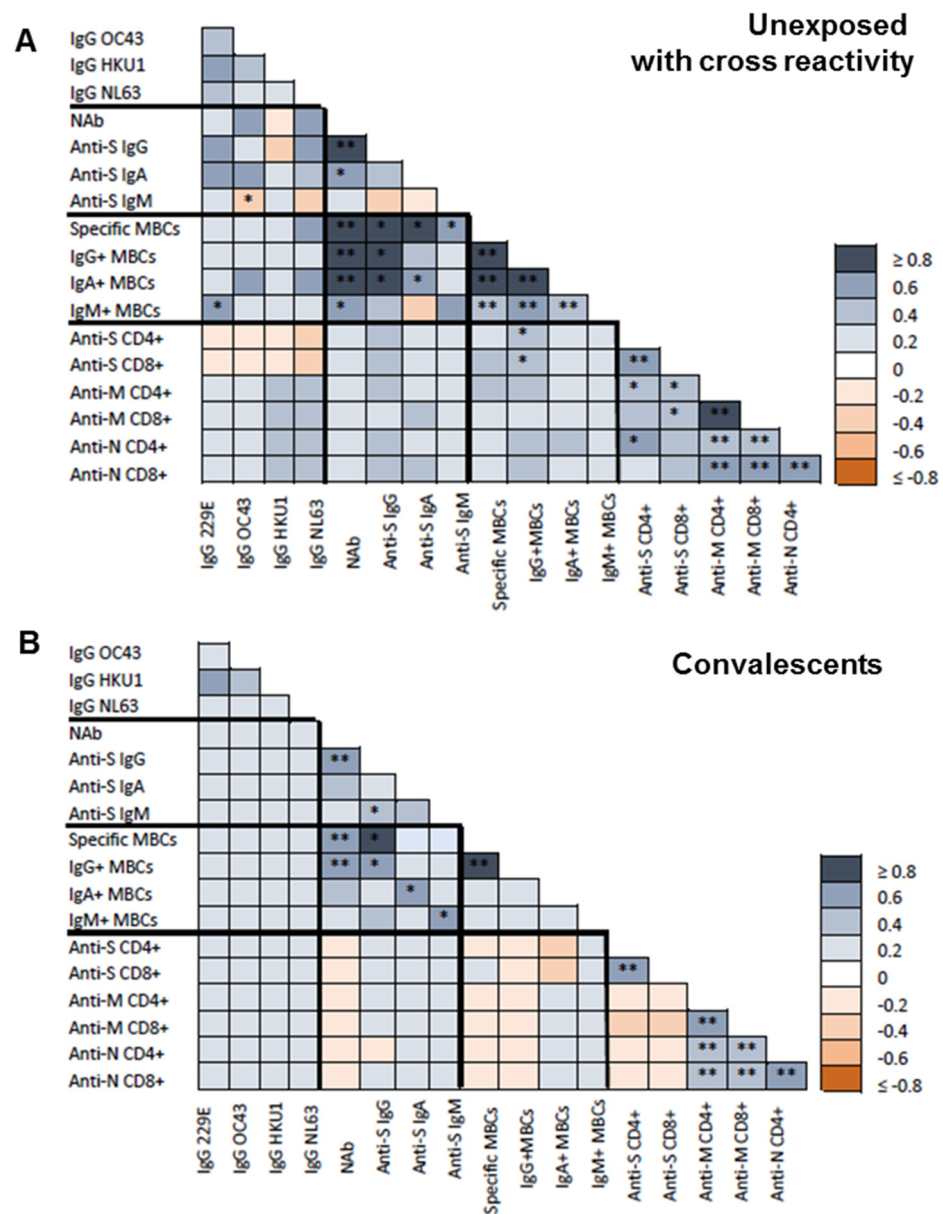 A
Unexposed
with cross reactivity
IgG OC43
IgG HKU1
IgG NL63
NAb
Anti-S IgG **
Anti-S IgA *
Anti-S IgM *
Specific MBCs ** * * *
IgG+ MBCs ** * **
IgA+ MBCs ** * * ** **
IgM+ MBCs * * ** ** **
Anti-S CD4+ *
Anti-S CD8+ * **
Anti-M CD4+ * *
Anti-M CD8+ * **
Anti-N CD4+ * ** **
Anti-N CD8+ ** ** **
≥ 0.8
0.6
0.4
0.2
0
-0.2
-0.4
-0.6
≤ -0.8
IgG 229E
IgG OC43
IgG HKU1
IgG NL63
NAb
Anti-S IgG
Anti-S IgA
Anti-S IgM
Specific MBCs
IgG+MBCs
IgA+ MBCs
IgM+ MBCs
Anti-S CD4+
Anti-S CD8+
Anti-M CD4+
Anti-M CD8+
Anti-N CD4+
B
Convalescents
IgG OC43
IgG HKU1
IgG NL63
NAb
Anti-S IgG **
Anti-S IgA
Anti-S IgM *
Specific MBCs ** *
IgG+ MBCs ** * **
IgA+ MBCs *
IgM+ MBCs *
Anti-S CD4+
Anti-S CD8+ **
Anti-M CD4+
Anti-M CD8+ **
Anti-N CD4+ ** **
Anti-N CD8+ ** ** **
≥ 0.8
0.6
0.4
0.2
0
-0.2
-0.4
-0.6
≤ -0.8
IgG 229E
IgG OC43
IgG HKU1
IgG NL63
NAb
Anti-S IgG
Anti-S IgA
Anti-S IgM
Specific MBCs
IgG+MBCs
IgA+ MBCs
IgM+ MBCs
Anti-S CD4+
Anti-S CD8+
Anti-M CD4+
Anti-M CD8+
Anti-N CD4+